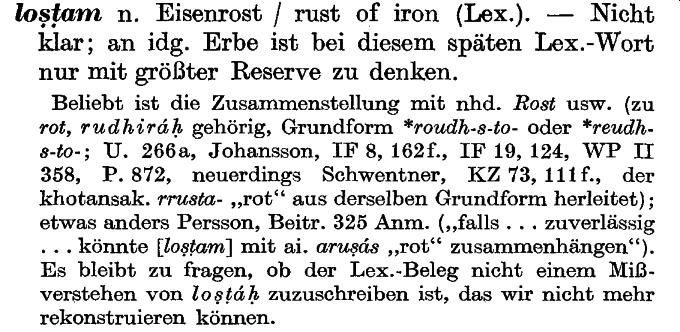 loṣṭam n. Eisenrost / rust of iron (Lex.). — Nicht
klar; an idg. Erbe ist bei diesem späten Lex.-Wort
nur mit größter Reserve zu denken.
Beliebt ist die Zusammenstellung mit nhd. Rost usw. (zu
rot, rudhiráḥ gehörig, Grundform *roudh-s-to- oder *reudh-
s-to-; U. 266a, Johansson, IF 8, 162f., IF 19, 124, WP II
358, P. 872, neuerdings Schwentner, KZ 73, 111f., der
khotansak. rrusta- „rot“ aus derselben Grundform herleitet);
etwas anders Persson, Beitr. 325 Anm. („falls . . . zuverlässig
. . . könnte [loṣṭam] mit ai. aruṣás „rot“ zusammenhängen“).
Es bleibt zu fragen, ob der Lex.-Beleg nicht einem Miß-
verstehen von loṣṭáḥ zuzuschreiben ist, das wir nicht mehr
rekonstruieren können.